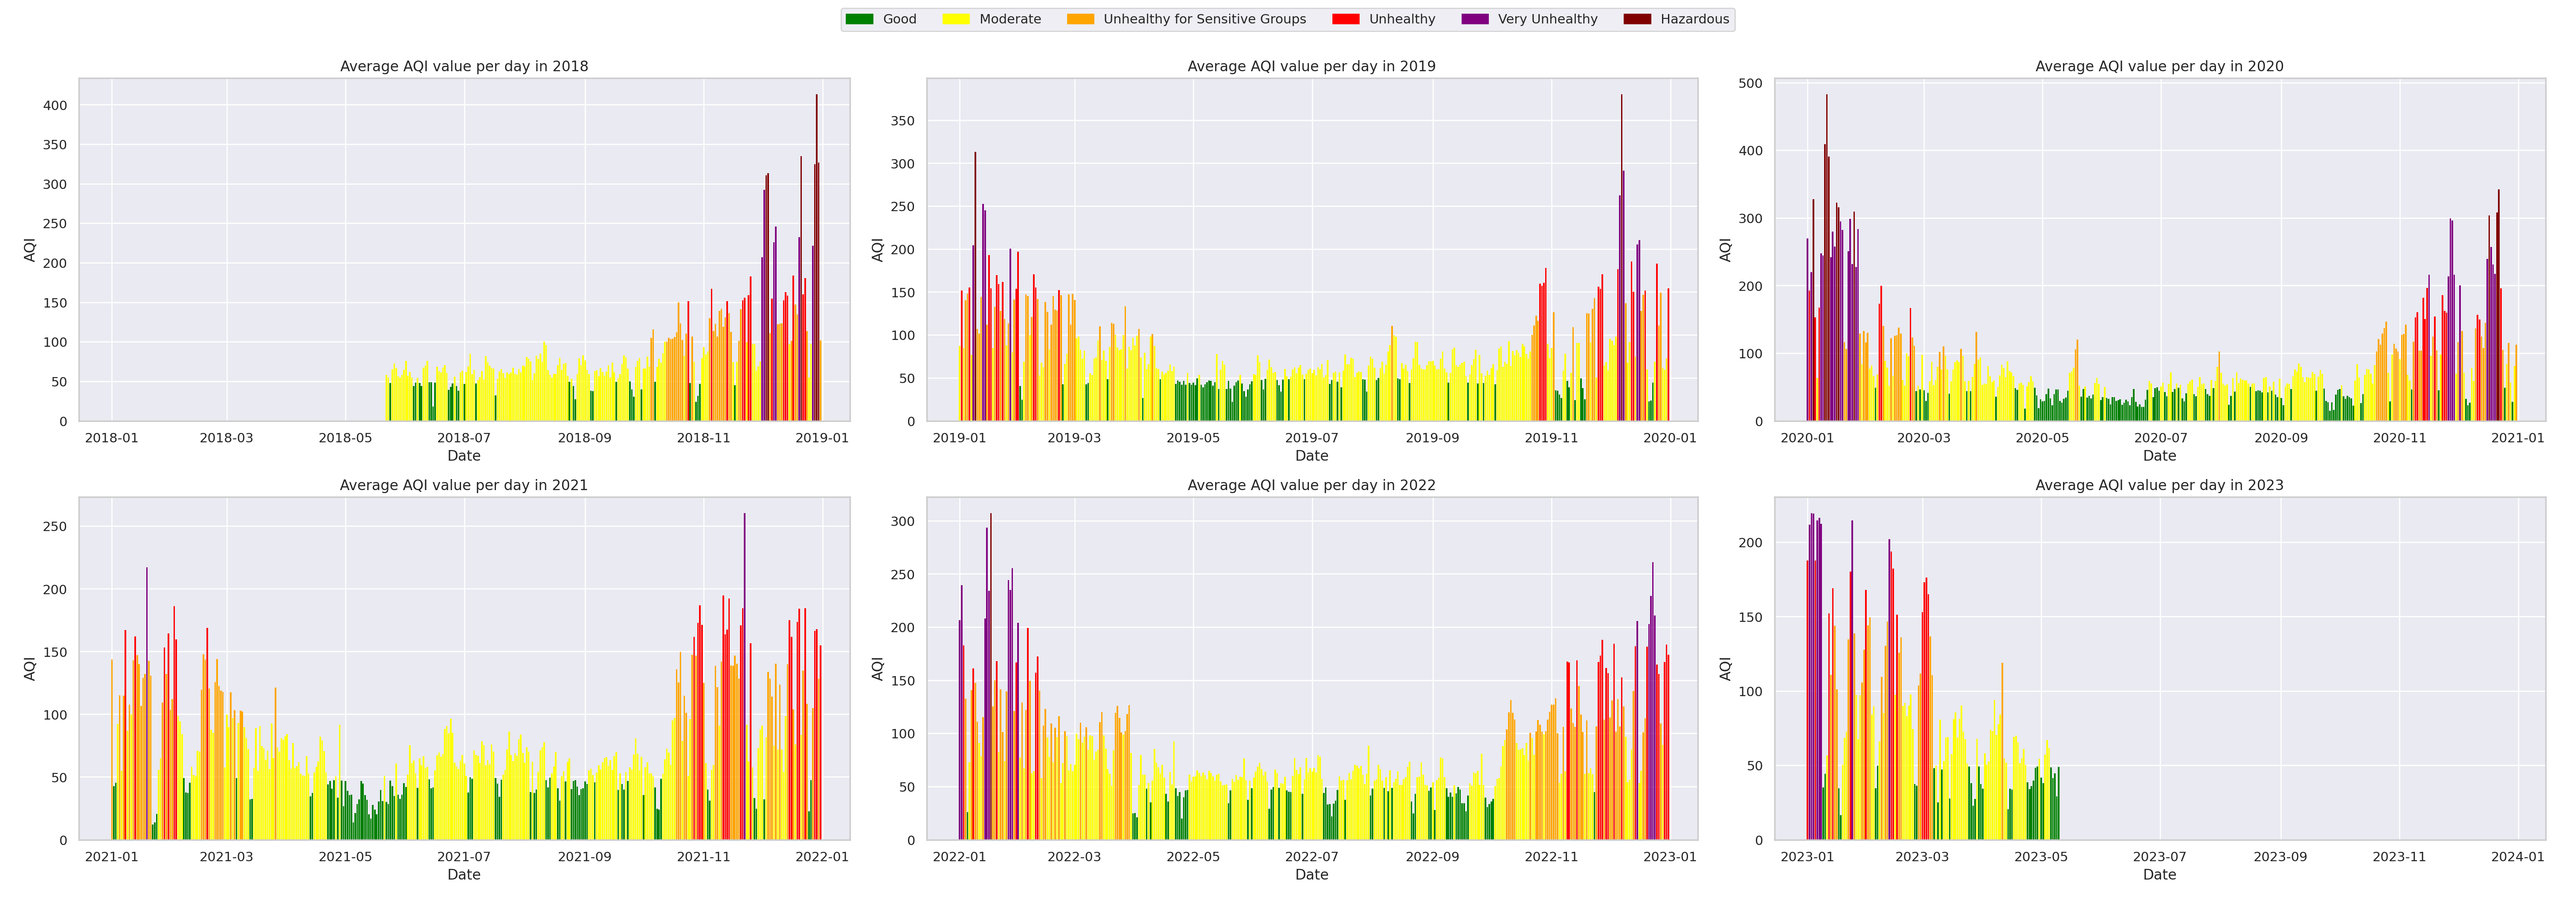 Good Moderate Unhealthy for Sensitive Groups Unhealthy Very Unhealthy Hazardous
Average AQI value per day in 2018
AQI
400
350
300
250
200
150
100
50
0
2018-01 2018-03 2018-05 2018-07 2018-09 2018-11 2019-01
Date
Average AQI value per day in 2019
AQI
350
300
250
200
150
100
50
0
2019-01 2019-03 2019-05 2019-07 2019-09 2019-11 2020-01
Date
Average AQI value per day in 2020
AQI
500
400
300
200
100
0
2020-01 2020-03 2020-05 2020-07 2020-09 2020-11 2021-01
Date
Average AQI value per day in 2021
AQI
250
200
150
100
50
0
2021-01 2021-03 2021-05 2021-07 2021-09 2021-11 2022-01
Date
Average AQI value per day in 2022
AQI
300
250
200
150
100
50
0
2022-01 2022-03 2022-05 2022-07 2022-09 2022-11 2023-01
Date
Average AQI value per day in 2023
AQI
200
150
100
50
0
2023-01 2023-03 2023-05 2023-07 2023-09 2023-11 2024-01
Date